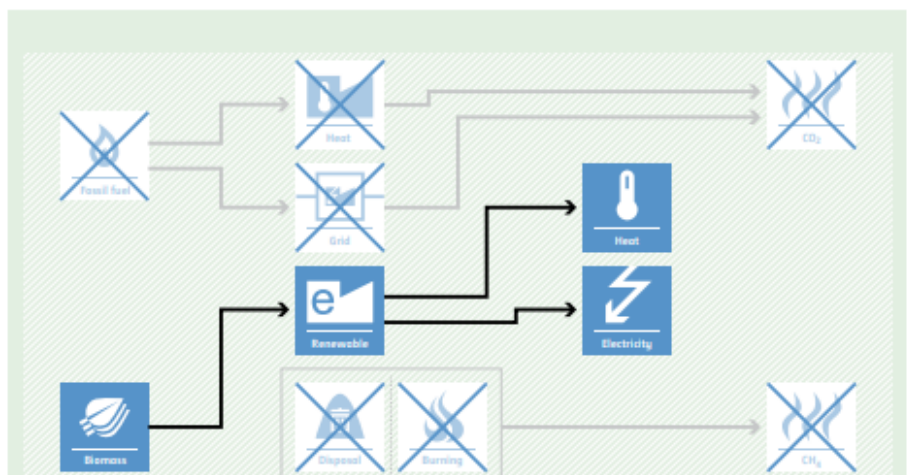 Heat
CO₂
Fossil fuel
Grid
Heat
e
Renewable
Electricity
Biomass
Disposal
Burning
CH₄